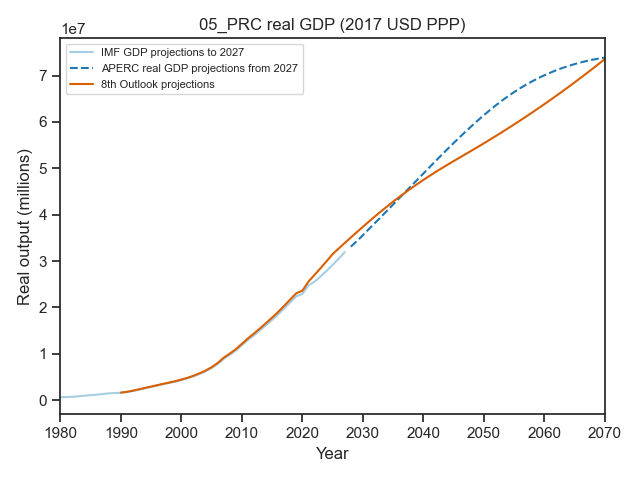 05_PRC real GDP (2017 USD PPP)
1e7
IMF GDP projections to 2027
APERC real GDP projections from 2027
8th Outlook projections
7
6
5
4
3
2
1
0
Real output (millions)
1980 1990 2000 2010 2020 2030 2040 2050 2060 2070
Year